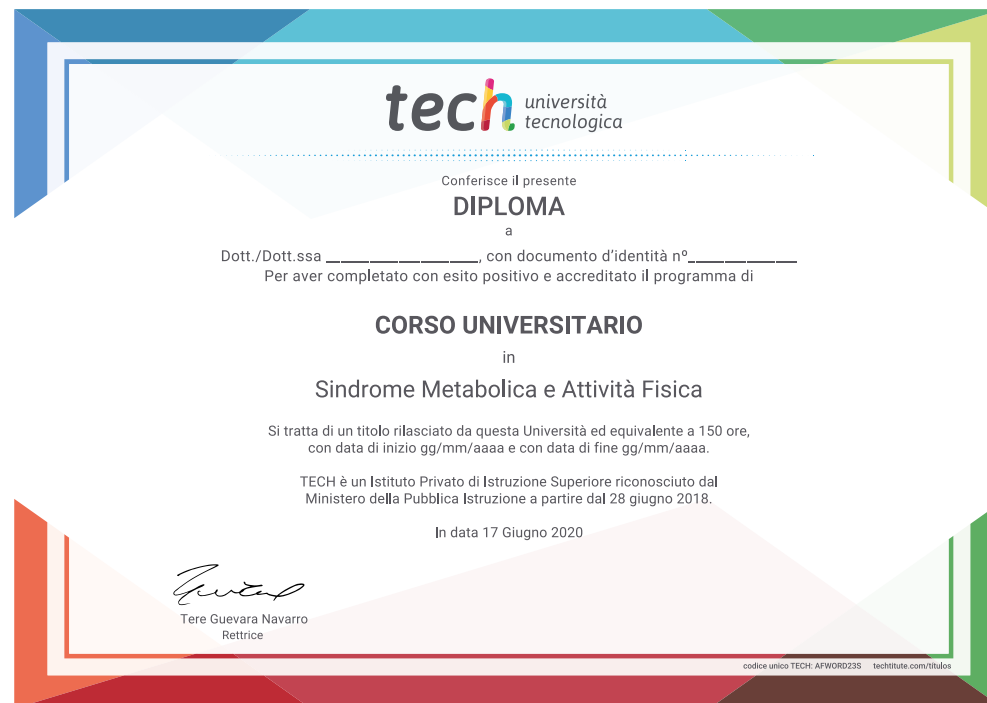 tech università
tecnologica
Conferisce il presente
DIPLOMA
a
Dott./Dott.ssa _________________, con documento d'identità nº____________
Per aver completato con esito positivo e accreditato il programma di
CORSO UNIVERSITARIO
in
Sindrome Metabolica e Attività Fisica
Si tratta di un titolo rilasciato da questa Università ed equivalente a 150 ore,
con data di inizio gg/mm/aaaa e con data di fine gg/mm/aaaa.
TECH è un Istituto Privato di Istruzione Superiore riconosciuto dal
Ministero della Pubblica Istruzione a partire dal 28 giugno 2018.
In data 17 Giugno 2020
Tere Guevara Navarro
Rettrice
codice unico TECH: AFWORD23S techtitute.com/títulos